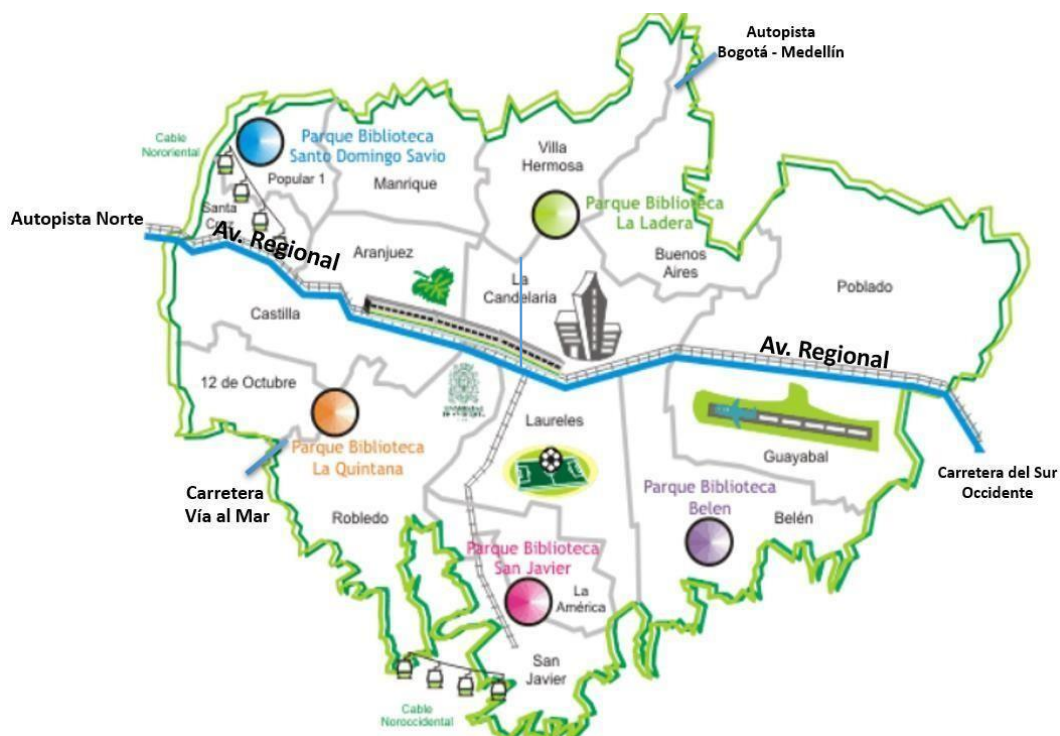 Autopista
Bogotá - Medellín
Cable
Nororiental
Parque Biblioteca
Santo Domingo Savio
Villa
Hermosa
Popular 1
Manrique
Parque Biblioteca
La Ladera
Santa
Autopista Norte
Av. Regional
Aranjuez
Buenos
Aires
La
Candelaria
Poblado
Castilla
Av. Regional
12 de Octubre
Laureles
Parque Biblioteca
La Quintana
Guayabal
Carretera del Sur
Occidente
Carretera
Vía al Mar
Parque Biblioteca
Belen
Belén
Robledo
Parque Biblioteca
San Javier
La
América
San
Javier
Cable
Noroccidental